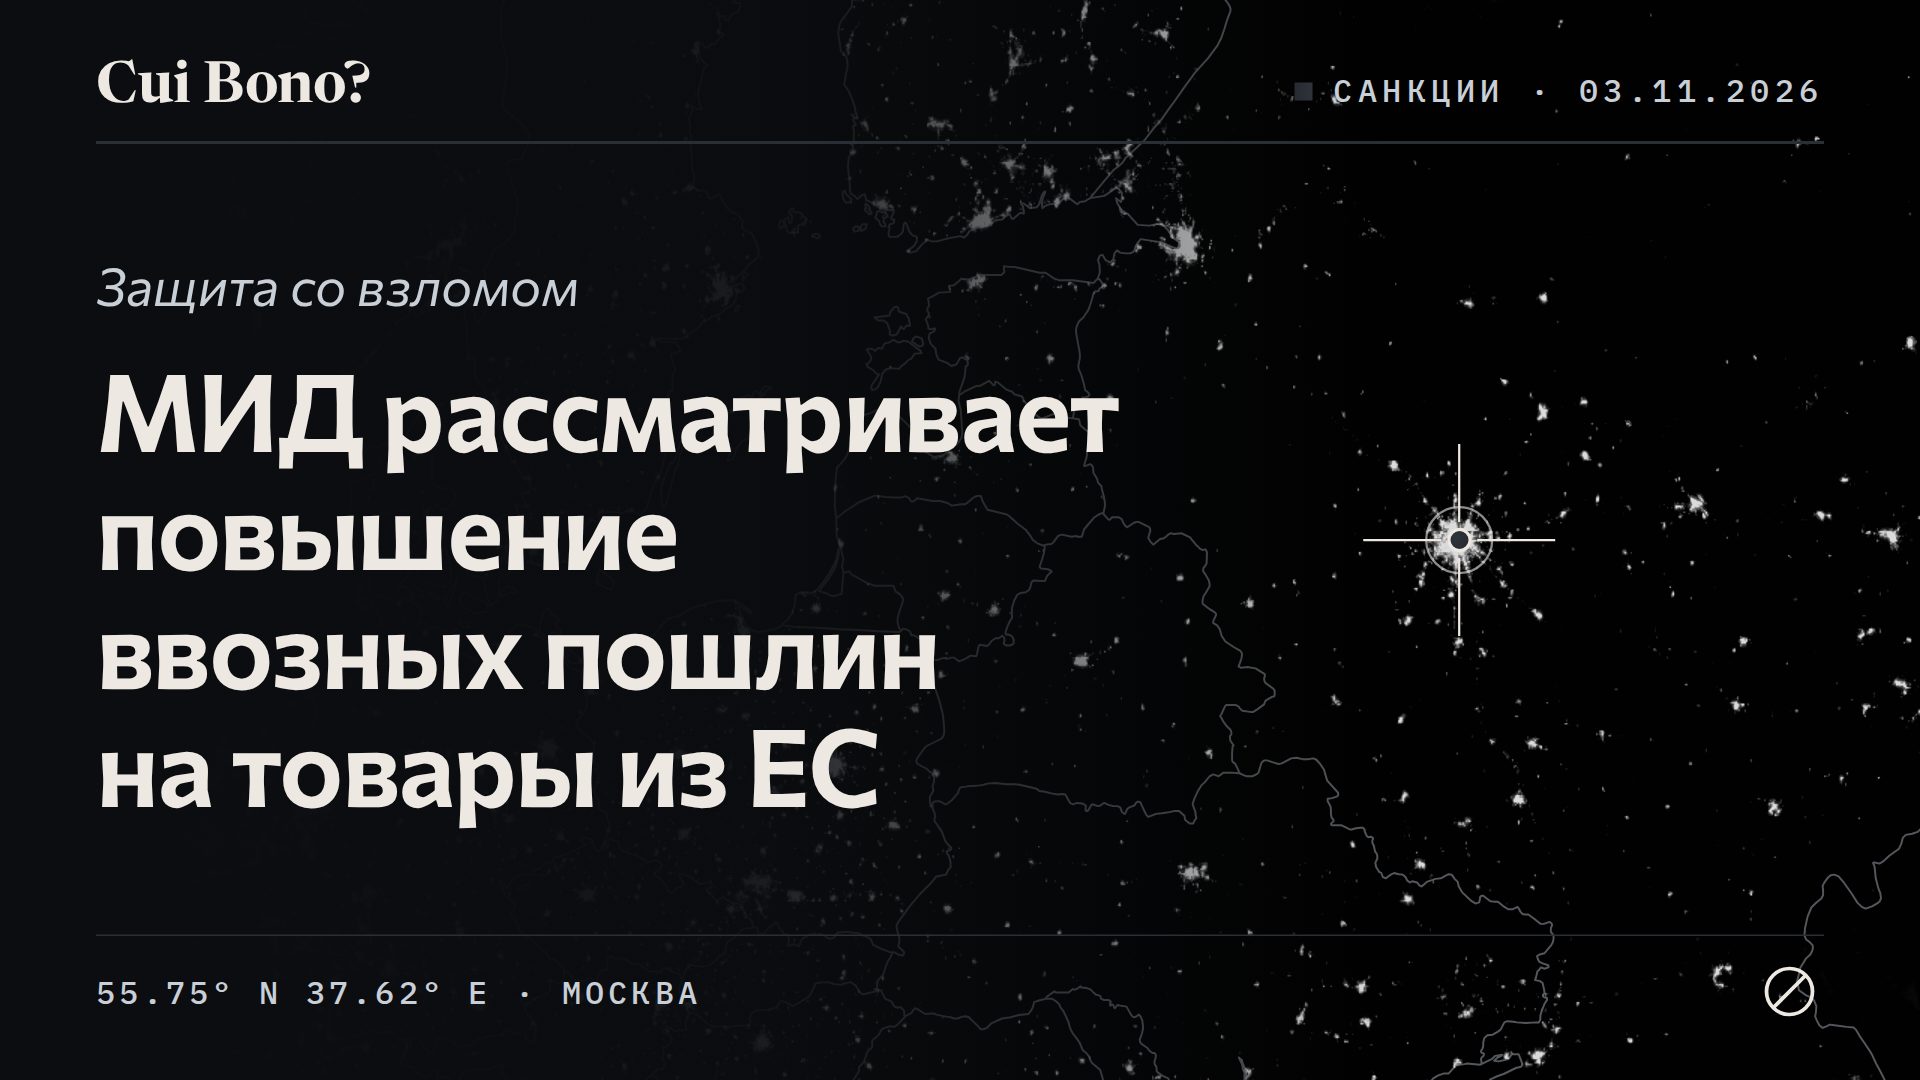 Cui Bono?
САНКЦИИ · 03.11.2026
Защита со взломом
МИД рассматривает
повышение
ввозных пошлин
на товары из ЕС
55.75° N 37.62° E · МОСКВА